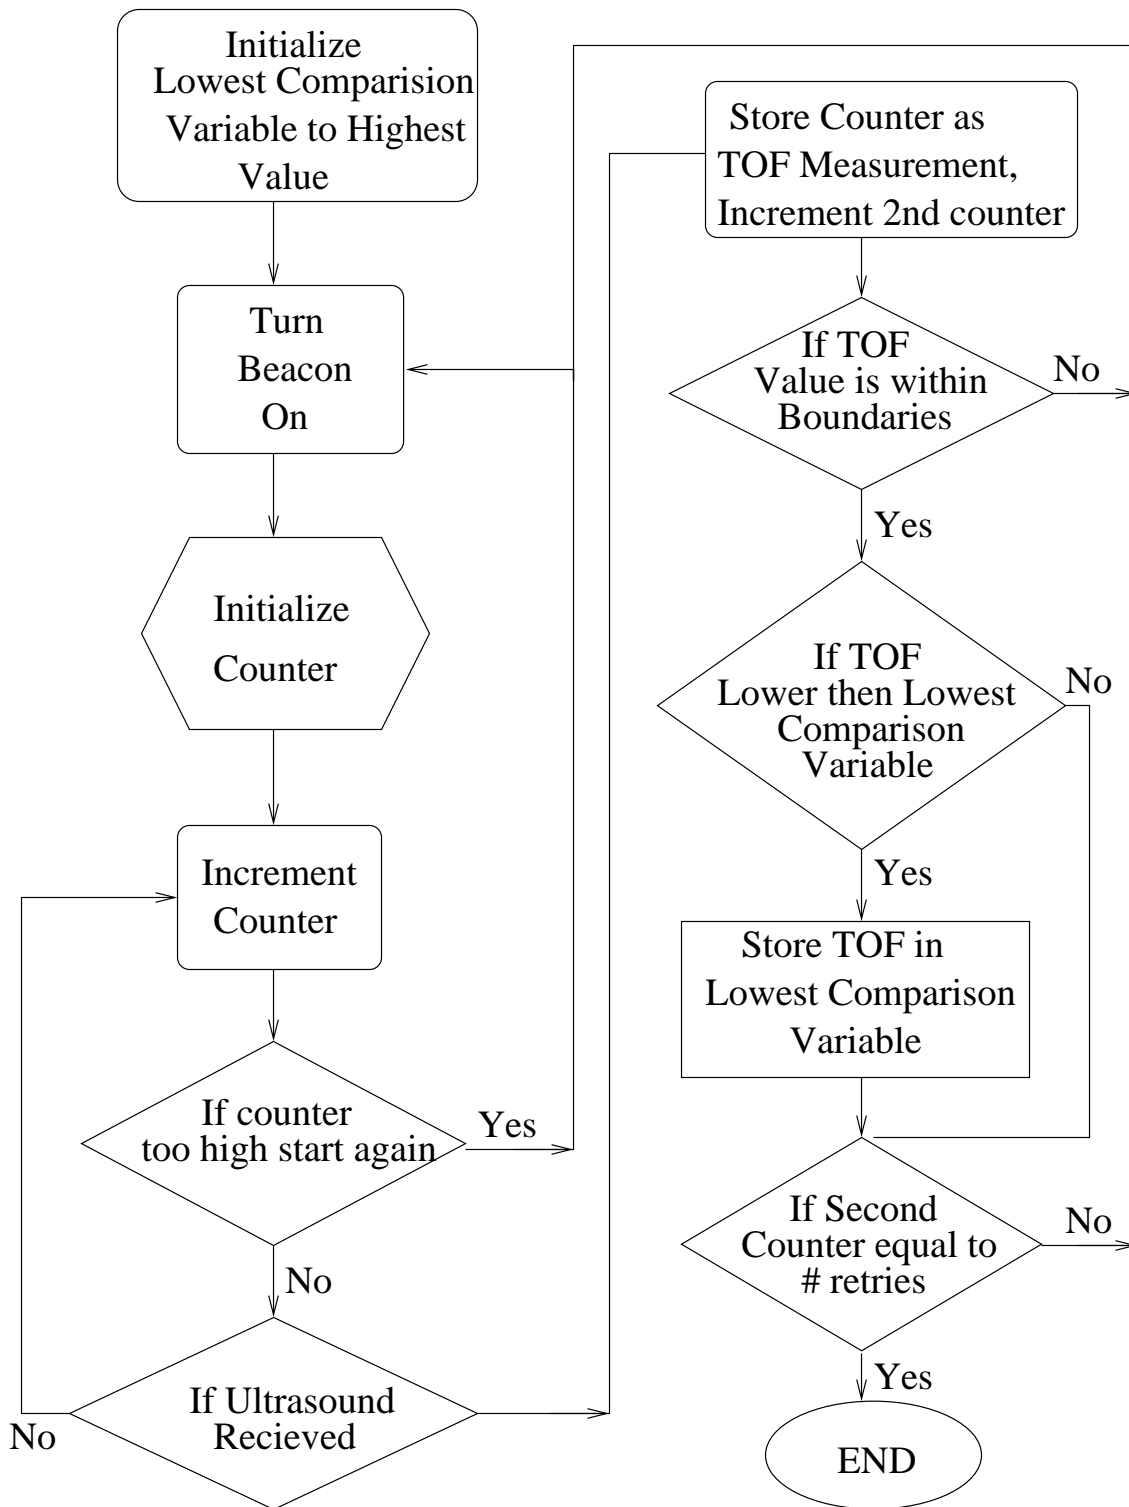 Initialize
Lowest Comparision
Variable to Highest
Value
Turn
Beacon
On
Initialize
Counter
Increment
Counter
If counter
too high start again
Yes
No
If Ultrasound
Recieved
No
Store Counter as
TOF Measurement,
Increment 2nd counter
If TOF
Value is within
Boundaries
No
Yes
If TOF
Lower then Lowest
Comparison
Variable
No
Yes
Store TOF in
Lowest Comparison
Variable
If Second
Counter equal to
# retries
No
Yes
END